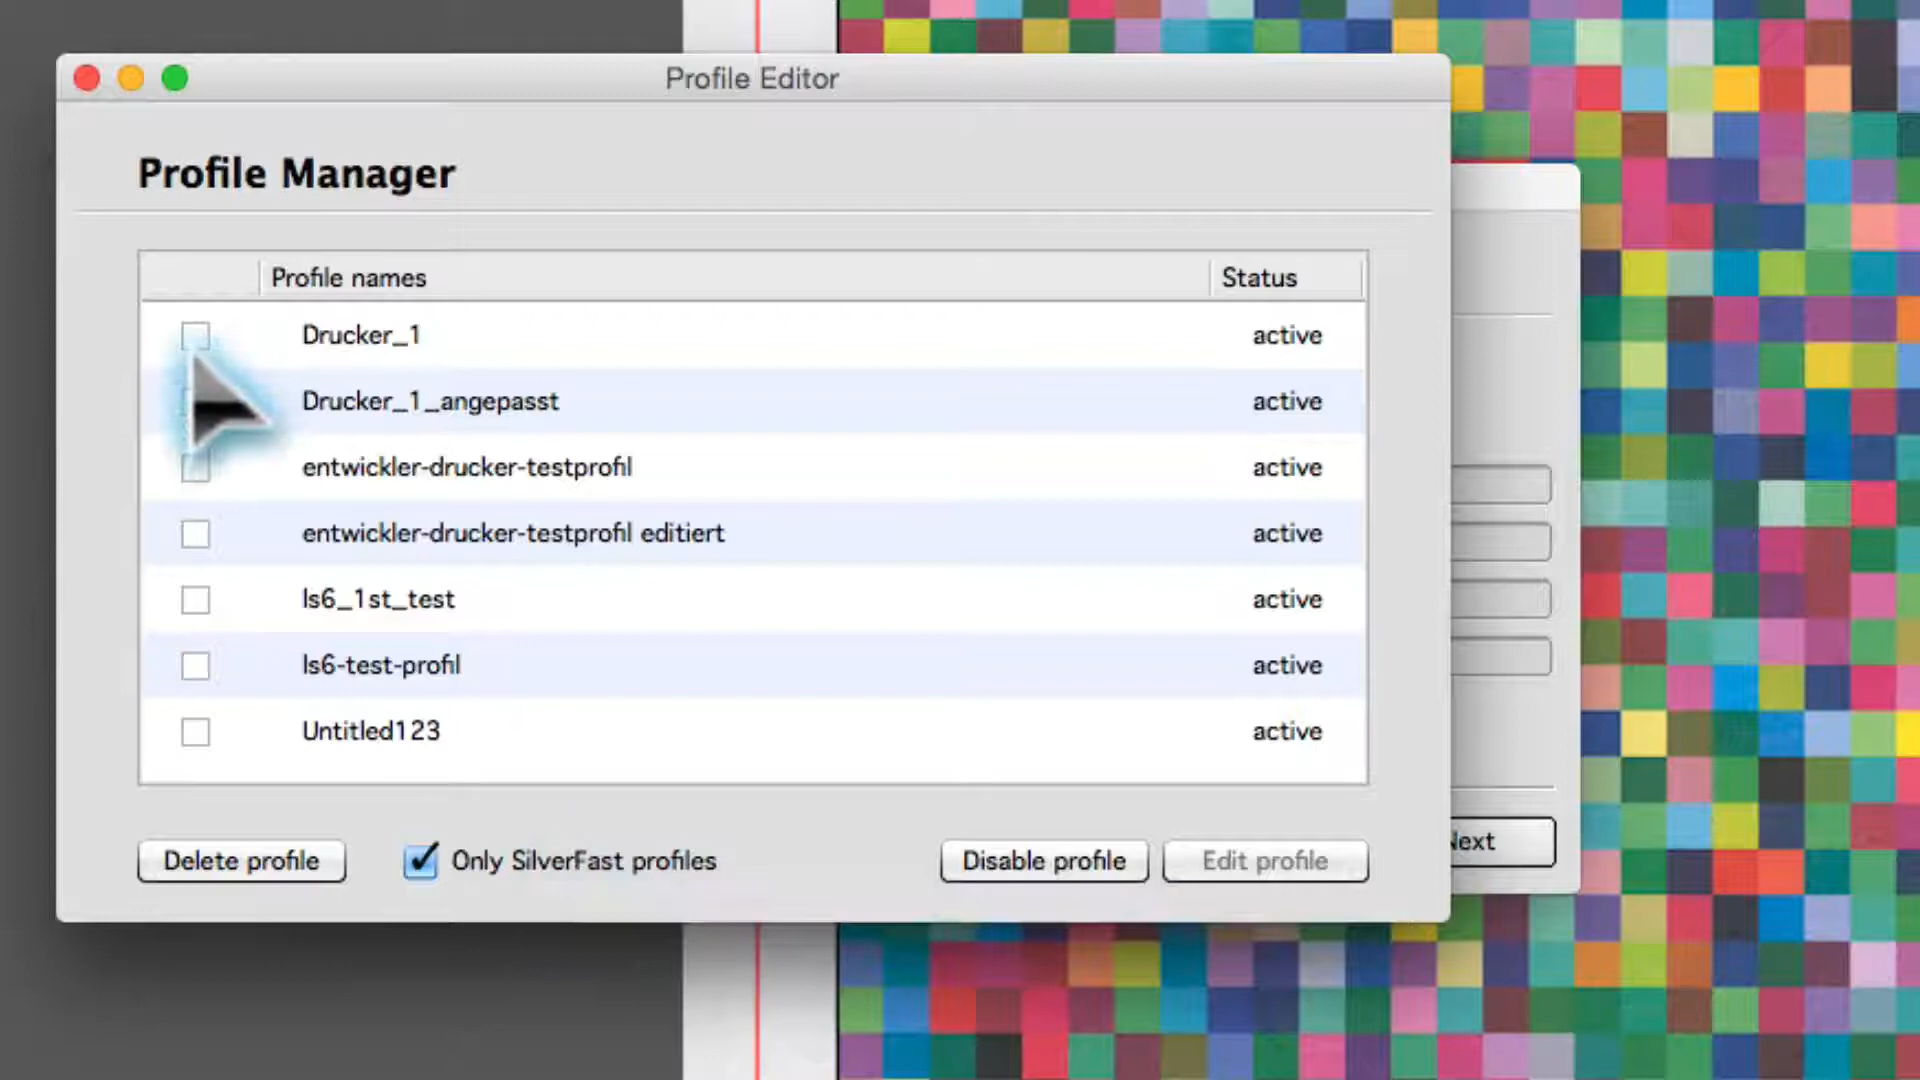 Profile Editor
Profile Manager
Profile names Status
Drucker_1 active
Drucker_1_angepasst active
entwickler-drucker-testprofil active
entwickler-drucker-testprofil editiert active
ls6_1st_test active
ls6-test-profil active
Untitled123 active
Delete profile Only SilverFast profiles Disable profile Edit profile
Next